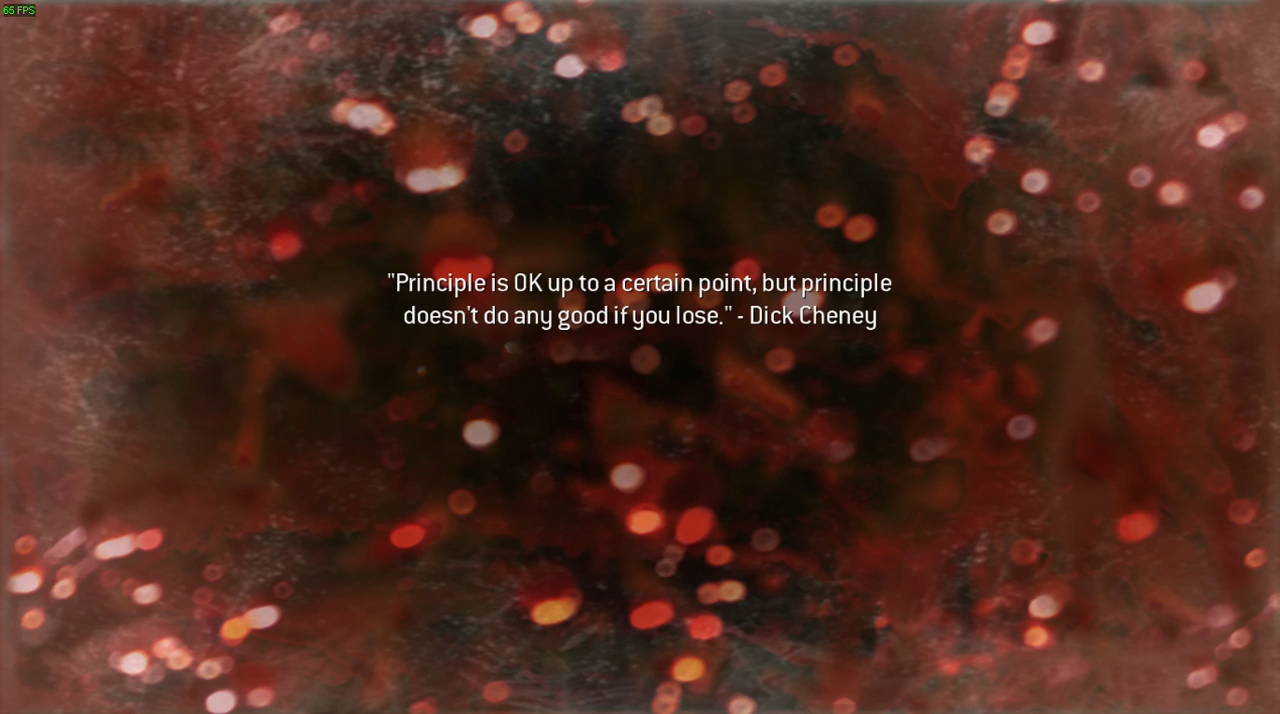 65 FPS
"Principle is OK up to a certain point, but principle
doesn't do any good if you lose." - Dick Cheney